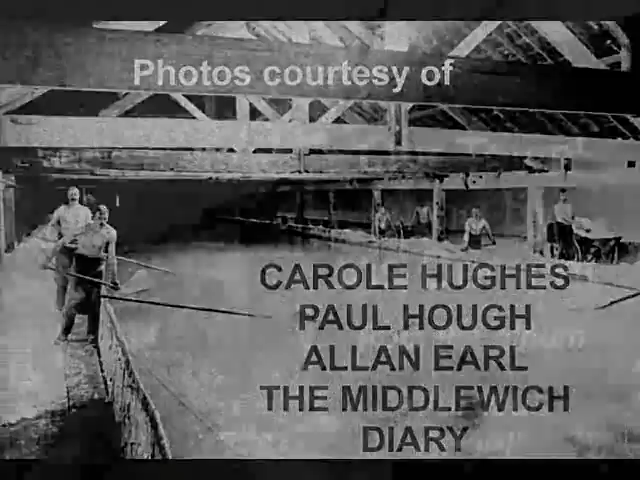 Photos courtesy of
CAROLE HUGHES
PAUL HOUGH
ALLAN EARL
THE MIDDLEWICH
DIARY